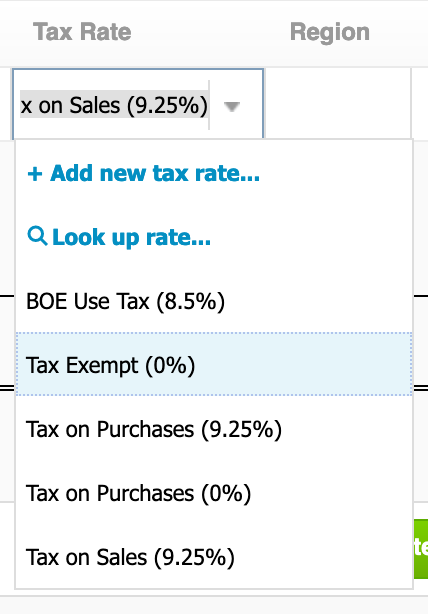 Tax Rate Region
x on Sales (9.25%)
+ Add new tax rate...
Look up rate...
BOE Use Tax (8.5%)
Tax Exempt (0%)
Tax on Purchases (9.25%)
Tax on Purchases (0%)
Tax on Sales (9.25%)